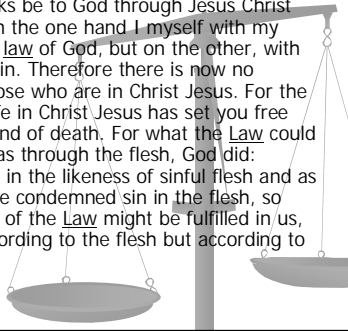 ks be to God through Jesus Christ
n the one hand I myself with my
law of God, but on the other, with
in. Therefore there is now no
ose who are in Christ Jesus. For the
fe in Christ Jesus has set you free
nd of death. For what the Law could
as through the flesh, God did:
in the likeness of sinful flesh and as
e condemned sin in the flesh, so
of the Law might be fulfilled in us,
ording to the flesh but according to